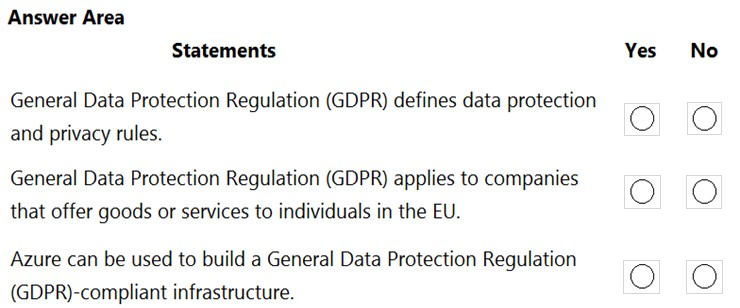 Answer Area
Statements Yes No
General Data Protection Regulation (GDPR) defines data protection
and privacy rules.
General Data Protection Regulation (GDPR) applies to companies
that offer goods or services to individuals in the EU.
Azure can be used to build a General Data Protection Regulation
(GDPR)-compliant infrastructure.